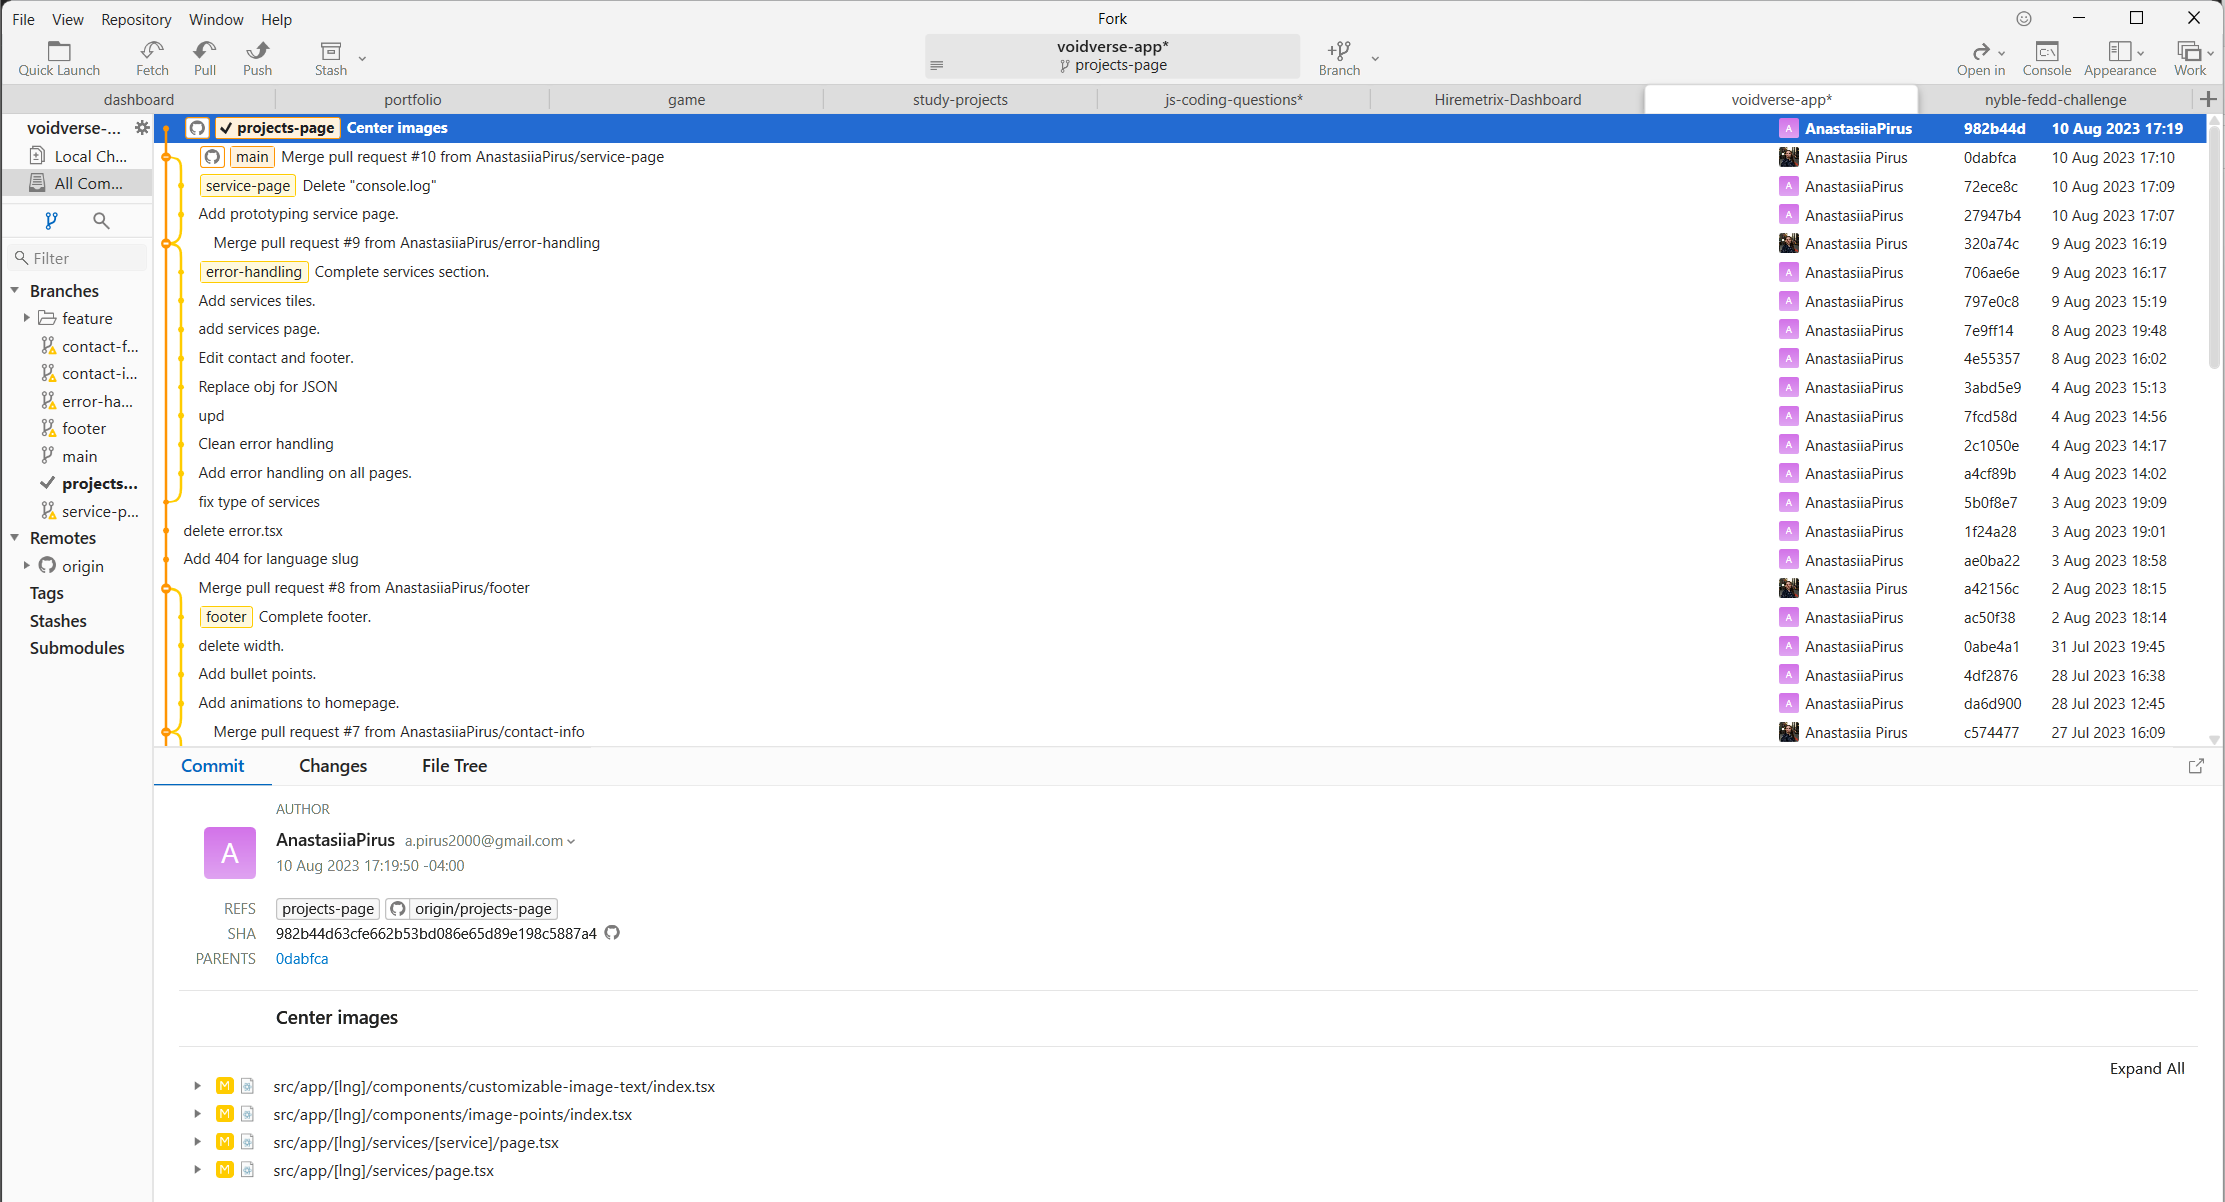 File View Repository Window Help
Fork
Quick Launch Fetch Pull Push Stash
voidverse-app*
projects-page
Branch
Open in Console Appearance Work
dashboard portfolio game study-projects js-coding-questions* Hiremetrix-Dashboard voidverse-app* nyble-fedd-challenge
voidverse-...
Local Ch...
All Com...
Filter
Branches
feature
contact-f...
contact-i...
error-ha...
footer
main
projects...
service-p...
Remotes
origin
Tags
Stashes
Submodules
projects-page Center images A AnastasiiaPirus 982b44d 10 Aug 2023 17:19
main Merge pull request #10 from AnastasiiaPirus/service-page Anastasiia Pirus 0dabfca 10 Aug 2023 17:10
service-page Delete "console.log" A AnastasiiaPirus 72ece8c 10 Aug 2023 17:09
Add prototyping service page. A AnastasiiaPirus 27947b4 10 Aug 2023 17:07
Merge pull request #9 from AnastasiiaPirus/error-handling Anastasiia Pirus 320a74c 9 Aug 2023 16:19
error-handling Complete services section. A AnastasiiaPirus 706ae6e 9 Aug 2023 16:17
Add services tiles. A AnastasiiaPirus 797e0c8 9 Aug 2023 15:19
add services page. A AnastasiiaPirus 7e9ff14 8 Aug 2023 19:48
Edit contact and footer. A AnastasiiaPirus 4e55357 8 Aug 2023 16:02
Replace obj for JSON A AnastasiiaPirus 3abd5e9 4 Aug 2023 15:13
upd A AnastasiiaPirus 7fcd58d 4 Aug 2023 14:56
Clean error handling A AnastasiiaPirus 2c1050e 4 Aug 2023 14:17
Add error handling on all pages. A AnastasiiaPirus a4cf89b 4 Aug 2023 14:02
fix type of services A AnastasiiaPirus 5b0f8e7 3 Aug 2023 19:09
delete error.tsx A AnastasiiaPirus 1f24a28 3 Aug 2023 19:01
Add 404 for language slug A AnastasiiaPirus ae0ba22 3 Aug 2023 18:58
Merge pull request #8 from AnastasiiaPirus/footer Anastasiia Pirus a42156c 2 Aug 2023 18:15
footer Complete footer. A AnastasiiaPirus ac50f38 2 Aug 2023 18:14
delete width. A AnastasiiaPirus 0abe4a1 31 Jul 2023 19:45
Add bullet points. A AnastasiiaPirus 4df2876 28 Jul 2023 16:38
Add animations to homepage. A AnastasiiaPirus da6d900 28 Jul 2023 12:45
Merge pull request #7 from AnastasiiaPirus/contact-info Anastasiia Pirus c574477 27 Jul 2023 16:09
Commit Changes File Tree
AUTHOR
A AnastasiiaPirus a.pirus2000@gmail.com
10 Aug 2023 17:19:50 -04:00
REFS projects-page origin/projects-page
SHA 982b44d63cfe662b53bd086e65d89e198c5887a4
PARENTS 0dabfca
Center images
Expand All
M src/app/[lng]/components/customizable-image-text/index.tsx
M src/app/[lng]/components/image-points/index.tsx
M src/app/[lng]/services/[service]/page.tsx
M src/app/[lng]/services/page.tsx